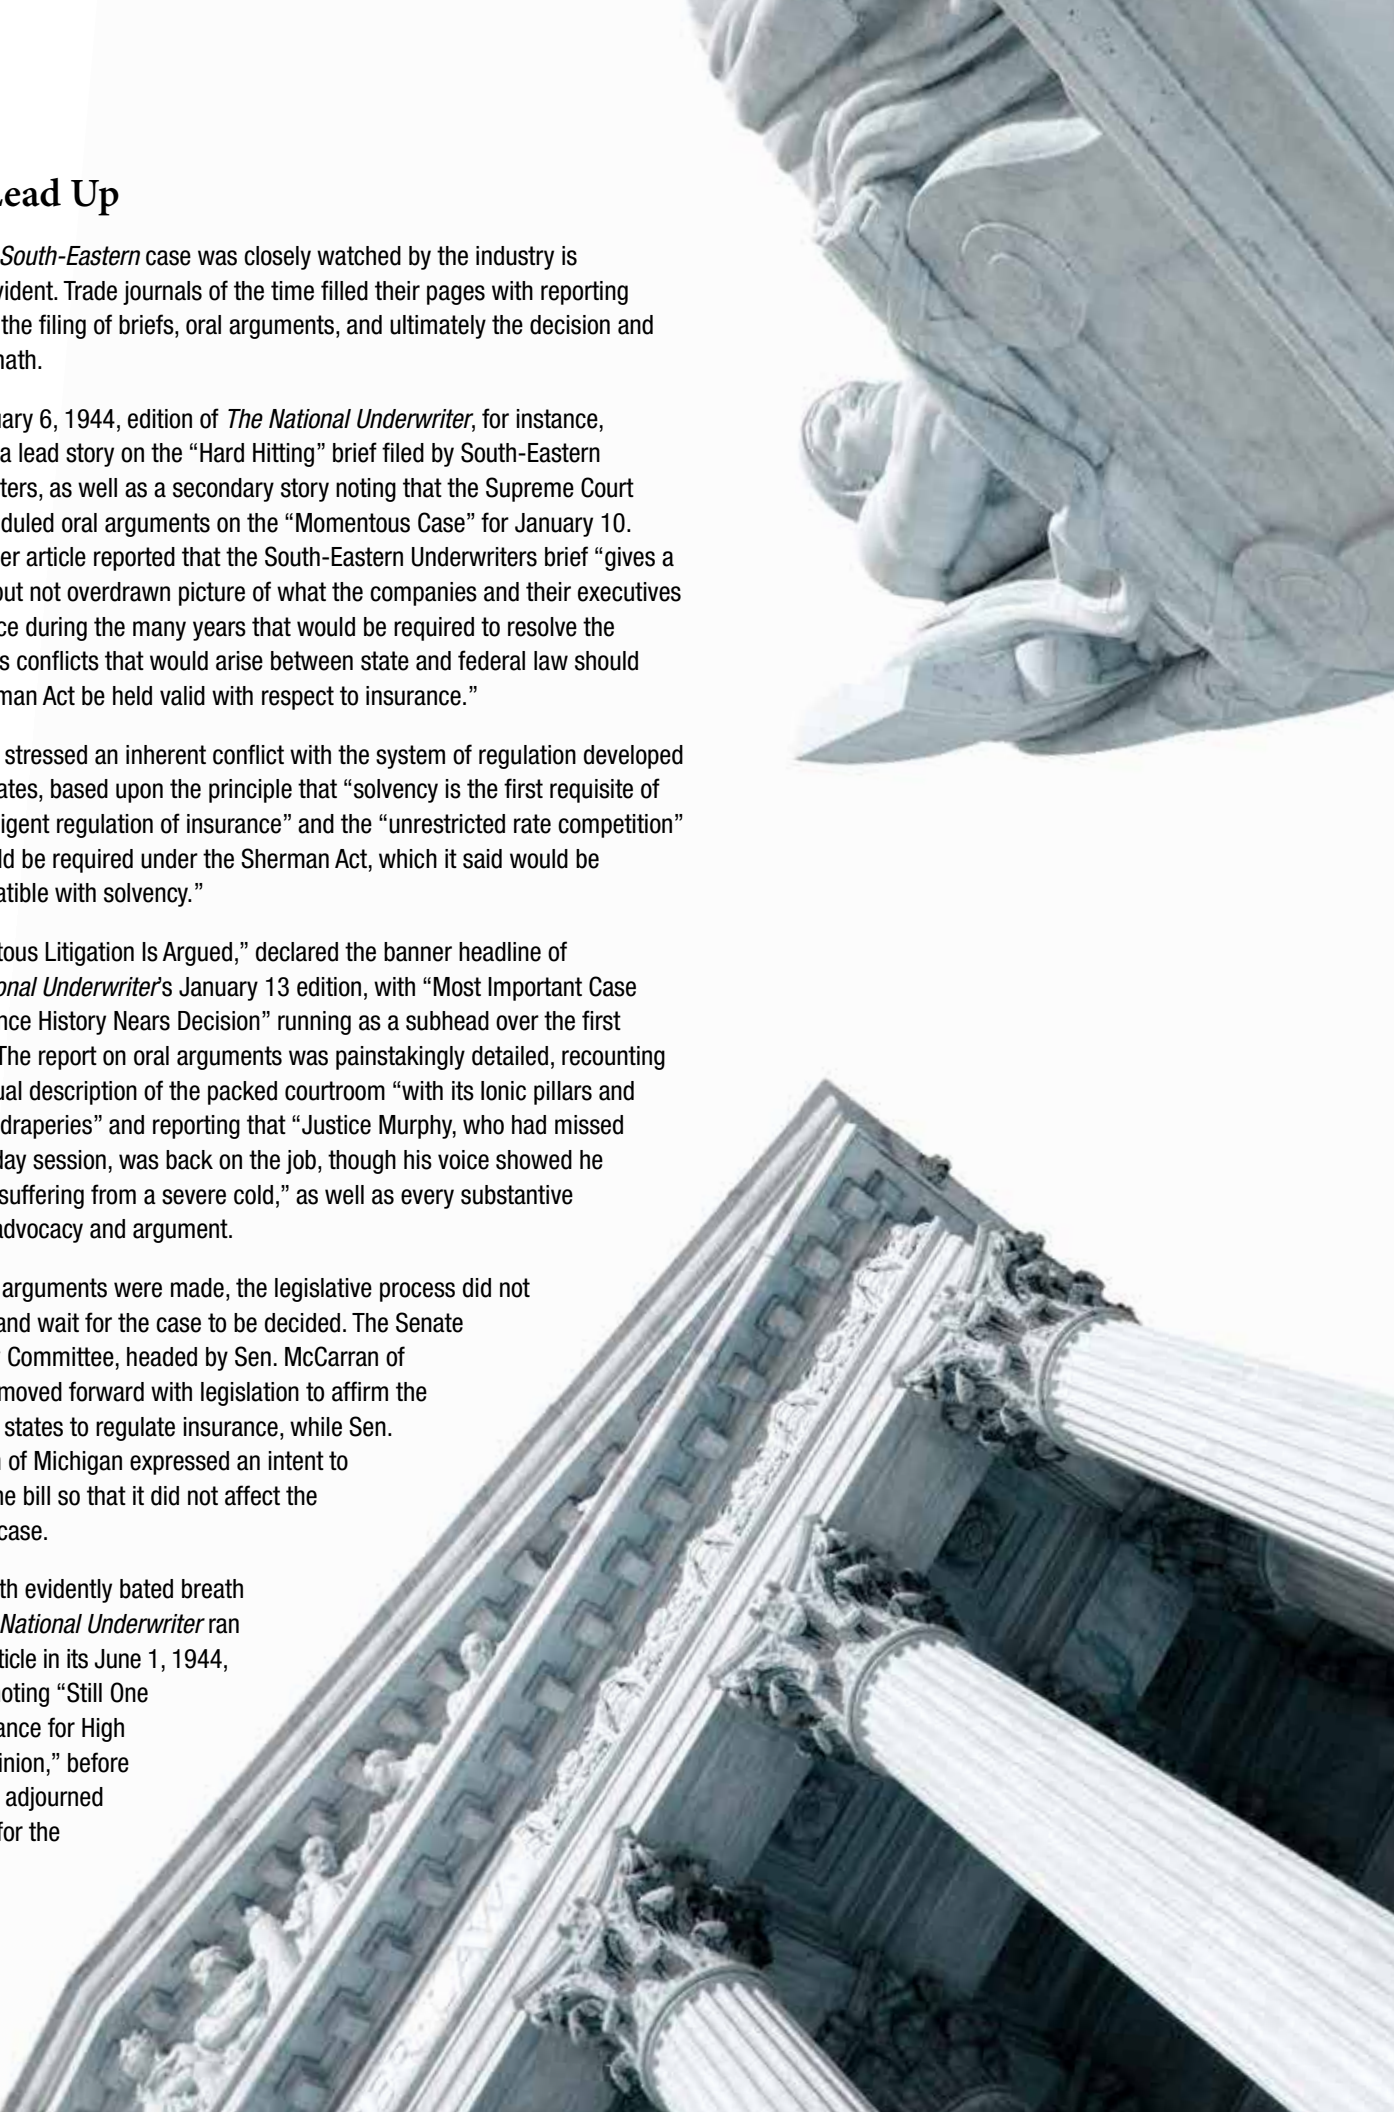 Lead Up
South-Eastern case was closely watched by the industry is
vident. Trade journals of the time filled their pages with reporting
the filing of briefs, oral arguments, and ultimately the decision and
math.
uary 6, 1944, edition of The National Underwriter, for instance,
a lead story on the “Hard Hitting” brief filed by South-Eastern
ters, as well as a secondary story noting that the Supreme Court
duled oral arguments on the “Momentous Case” for January 10.
er article reported that the South-Eastern Underwriters brief “gives a
but not overdrawn picture of what the companies and their executives
ce during the many years that would be required to resolve the
s conflicts that would arise between state and federal law should
man Act be held valid with respect to insurance.”
stressed an inherent conflict with the system of regulation developed
ates, based upon the principle that “solvency is the first requisite of
ligent regulation of insurance” and the “unrestricted rate competition”
ld be required under the Sherman Act, which it said would be
atible with solvency.”
tous Litigation Is Argued,” declared the banner headline of
onal Underwriter’s January 13 edition, with “Most Important Case
nce History Nears Decision” running as a subhead over the first
The report on oral arguments was painstakingly detailed, recounting
ual description of the packed courtroom “with its Ionic pillars and
draperies” and reporting that “Justice Murphy, who had missed
day session, was back on the job, though his voice showed he
suffering from a severe cold,” as well as every substantive
advocacy and argument.
arguments were made, the legislative process did not
and wait for the case to be decided. The Senate
Committee, headed by Sen. McCarran of
moved forward with legislation to affirm the
states to regulate insurance, while Sen.
n of Michigan expressed an intent to
he bill so that it did not affect the
case.
th evidently bated breath
National Underwriter ran
ticle in its June 1, 1944,
noting “Still One
ance for High
inion,” before
adjourned
for the